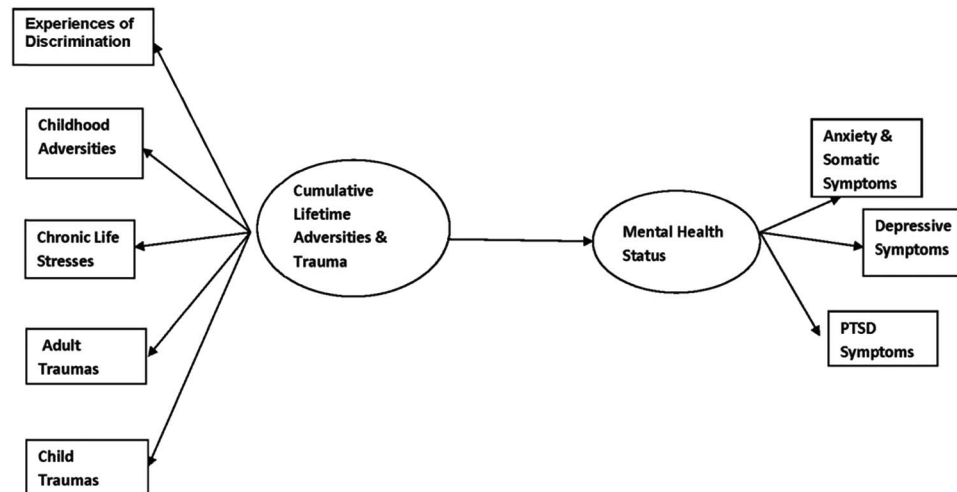 Experiences of
Discrimination
Childhood
Adversities
Chronic Life
Stresses
Adult
Traumas
Child
Traumas
Cumulative
Lifetime
Adversities &
Trauma
Mental Health
Status
Anxiety &
Somatic
Symptoms
Depressive
Symptoms
PTSD
Symptoms